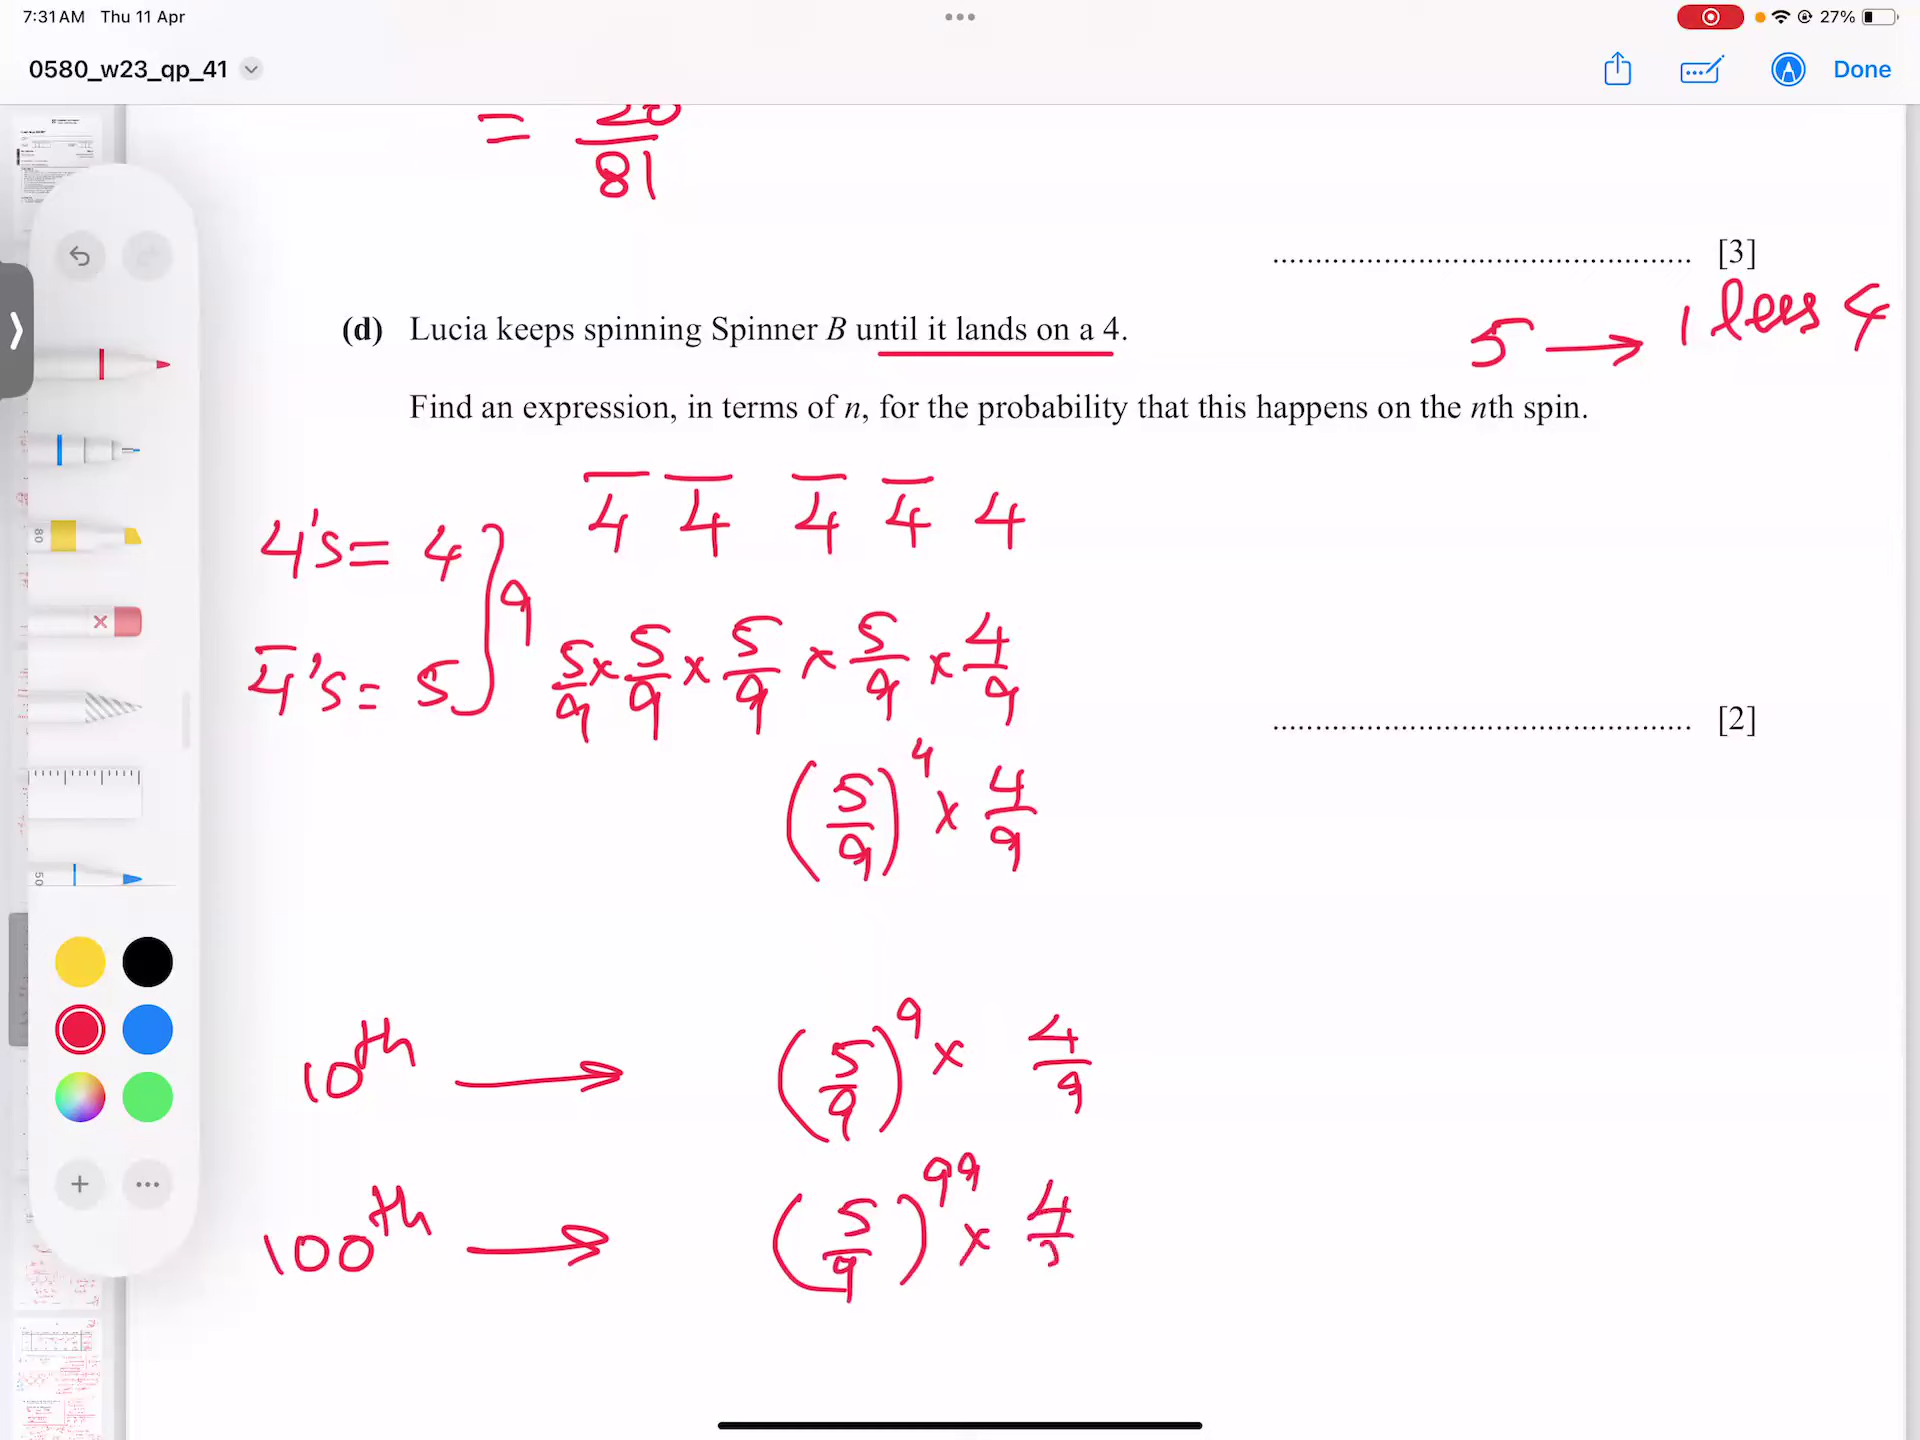 7:31 AM Thu 11 Apr
27%
0580_w23_qp_41
Done
= 20/81
[3]
5 → 1 less 4
(d) Lucia keeps spinning Spinner B until it lands on a 4.
Find an expression, in terms of n, for the probability that this happens on the nth spin.
4̅ 4̅ 4̅ 4̅ 4
4's = 4
4̅'s = 5
9
5/9 × 5/9 × 5/9 × 5/9 × 4/9
[2]
(5/9)⁴ × 4/9
10th → (5/9)⁹ × 4/9
100th → (5/9)⁹⁹ × 4/9
80
50